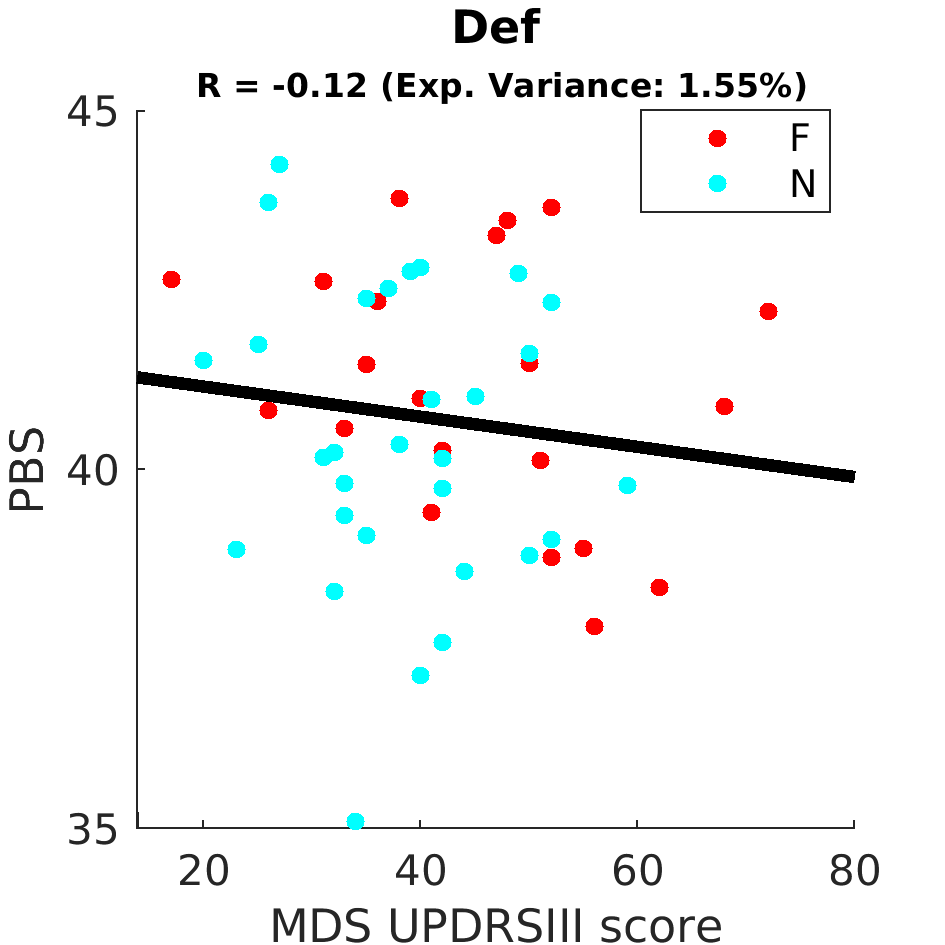 Def
R = -0.12 (Exp. Variance: 1.55%)
45
F
N
PBS
40
35
20 40 60 80
MDS UPDRSIII score